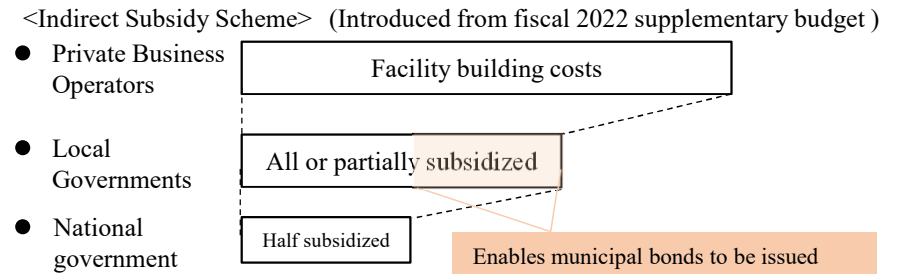 <Indirect Subsidy Scheme> (Introduced from fiscal 2022 supplementary budget )
● Private Business
Operators
Facility building costs
● Local
Governments
All or partially subsidized
● National
government
Half subsidized
Enables municipal bonds to be issued